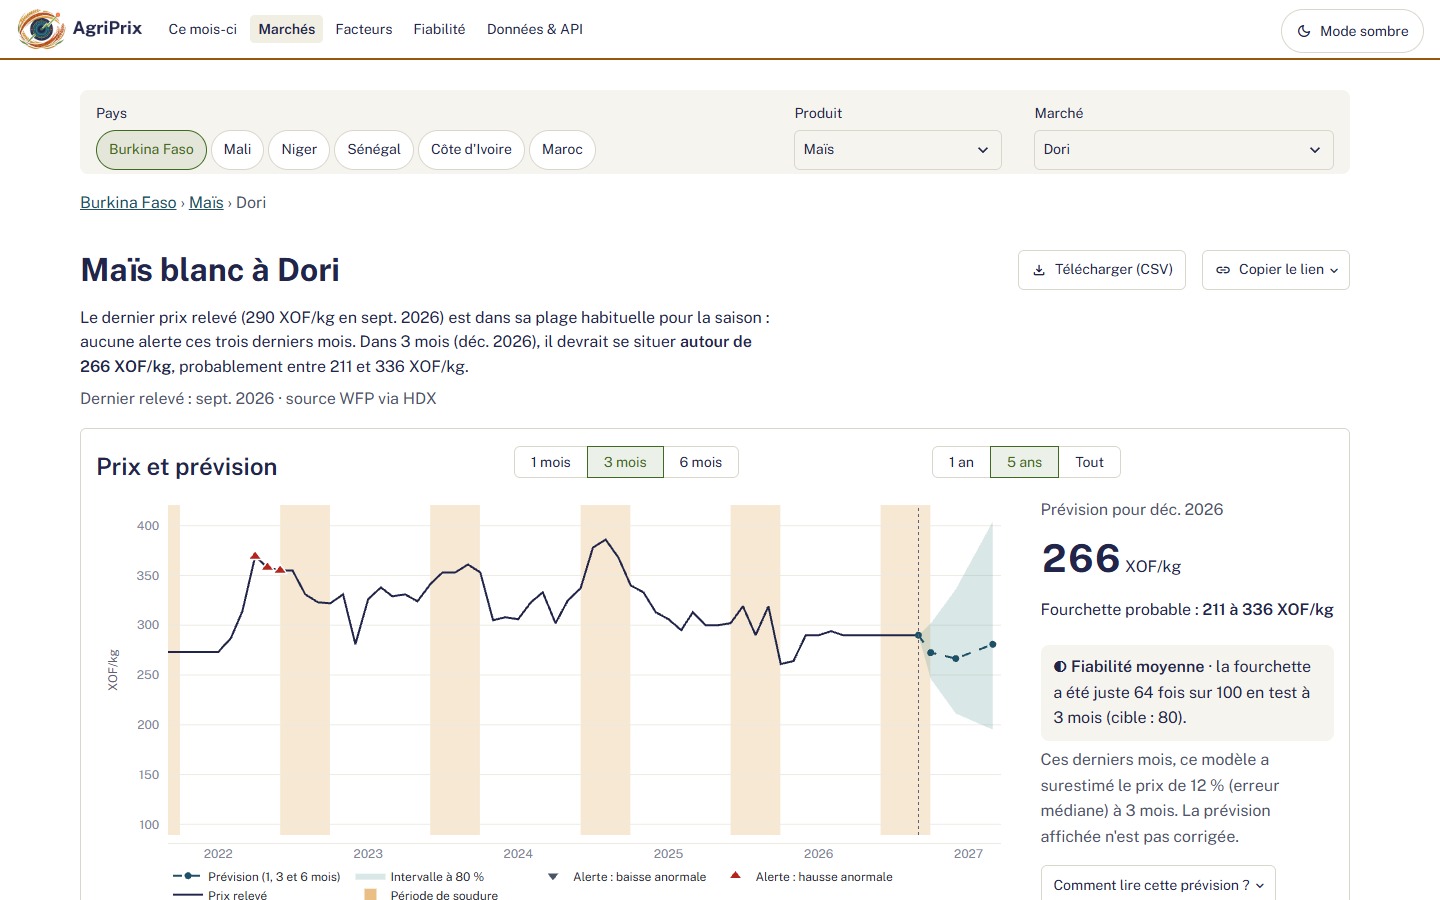 AgriPrix
Ce mois-ci
Marchés
Facteurs
Fiabilité
Données & API
Mode sombre
Pays
Burkina Faso
Mali
Niger
Sénégal
Côte d'Ivoire
Maroc
Produit
Maïs
Marché
Dori
Burkina Faso › Maïs › Dori
Maïs blanc à Dori
Télécharger (CSV)
Copier le lien
Le dernier prix relevé (290 XOF/kg en sept. 2026) est dans sa plage habituelle pour la saison :
aucune alerte ces trois derniers mois. Dans 3 mois (déc. 2026), il devrait se situer autour de
266 XOF/kg, probablement entre 211 et 336 XOF/kg.
Dernier relevé : sept. 2026 · source WFP via HDX
Prix et prévision
1 mois
3 mois
6 mois
1 an
5 ans
Tout
400
350
300
250
200
150
100
XOF/kg
2022
2023
2024
2025
2026
2027
Prévision (1, 3 et 6 mois)
Intervalle à 80 %
Alerte : baisse anormale
Alerte : hausse anormale
Prix relevé
Période de soudure
Prévision pour déc. 2026
266 XOF/kg
Fourchette probable : 211 à 336 XOF/kg
Fiabilité moyenne · la fourchette
a été juste 64 fois sur 100 en test à
3 mois (cible : 80).
Ces derniers mois, ce modèle a
surestimé le prix de 12 % (erreur
médiane) à 3 mois. La prévision
affichée n'est pas corrigée.
Comment lire cette prévision ?